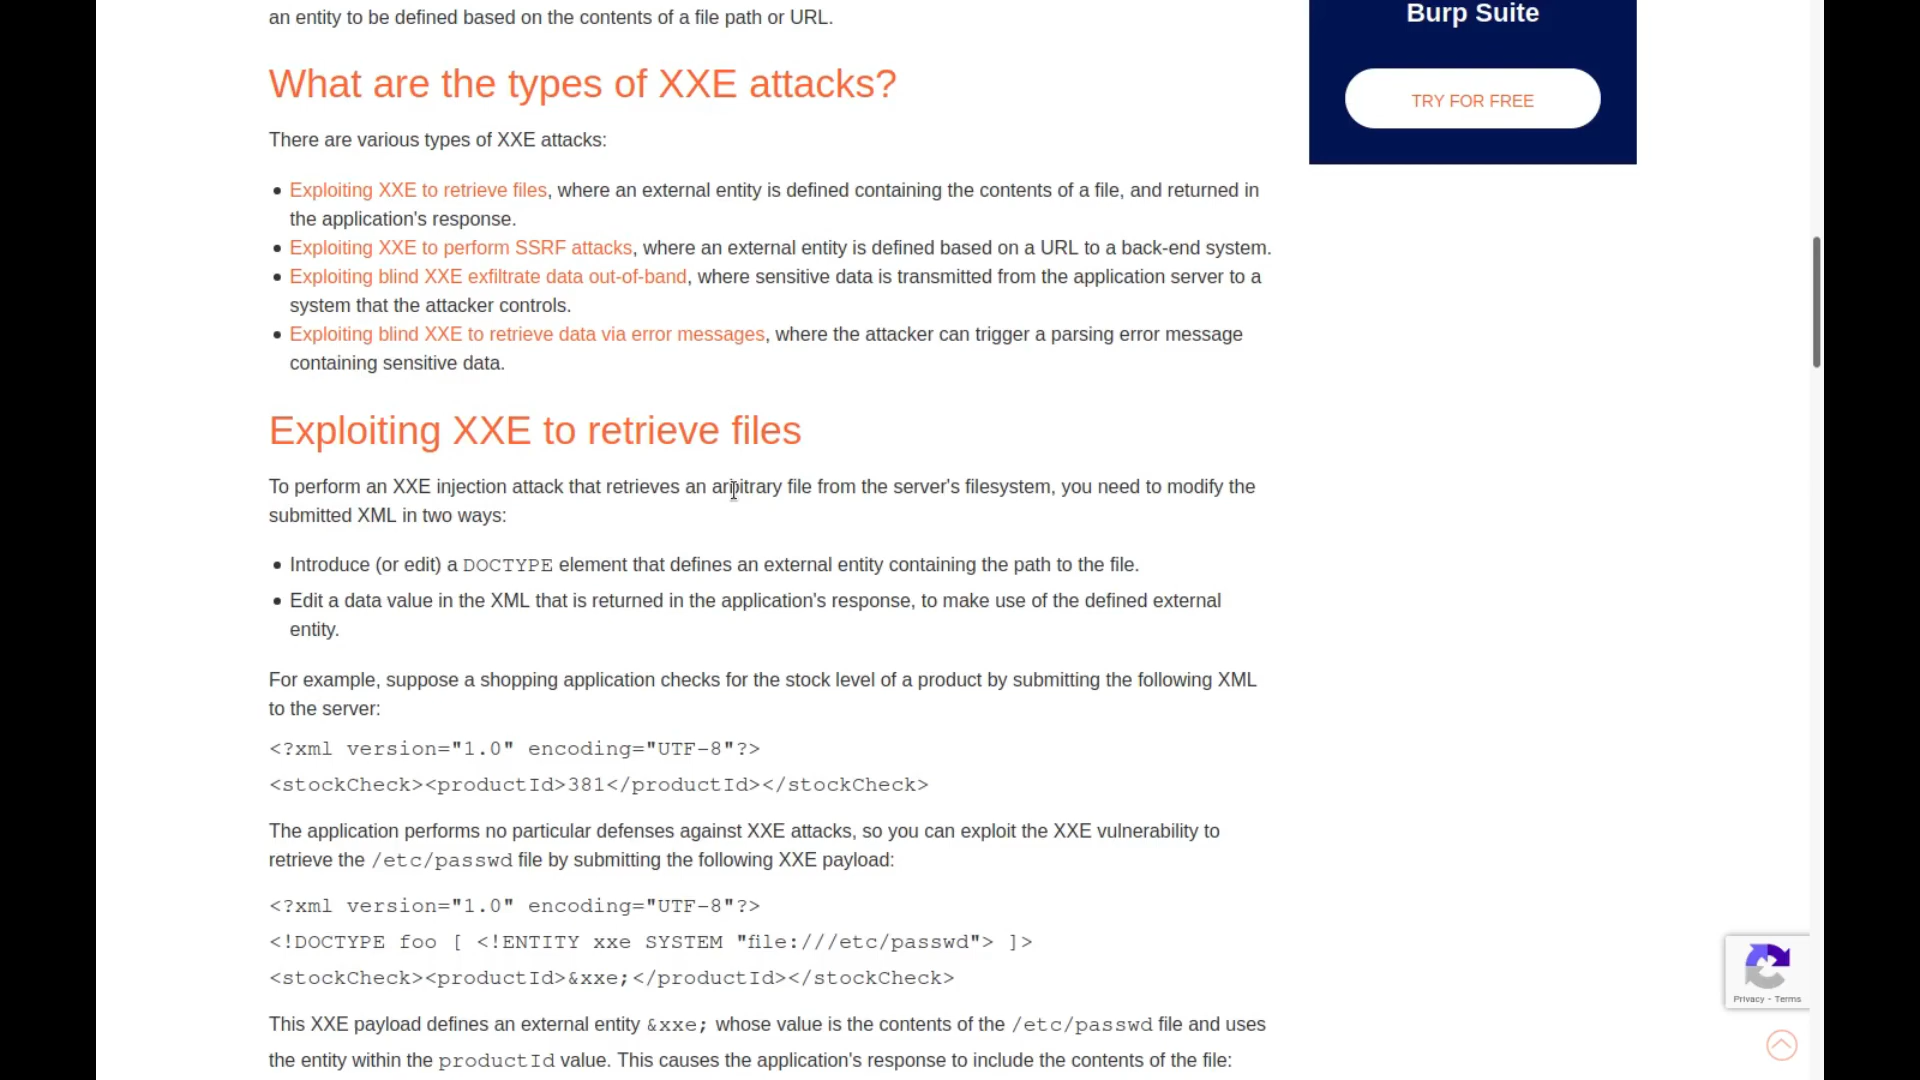 an entity to be defined based on the contents of a file path or URL.
Burp Suite
TRY FOR FREE
What are the types of XXE attacks?
There are various types of XXE attacks:
Exploiting XXE to retrieve files, where an external entity is defined containing the contents of a file, and returned in
the application's response.
Exploiting XXE to perform SSRF attacks, where an external entity is defined based on a URL to a back-end system.
Exploiting blind XXE exfiltrate data out-of-band, where sensitive data is transmitted from the application server to a
system that the attacker controls.
Exploiting blind XXE to retrieve data via error messages, where the attacker can trigger a parsing error message
containing sensitive data.
Exploiting XXE to retrieve files
To perform an XXE injection attack that retrieves an arbitrary file from the server's filesystem, you need to modify the
submitted XML in two ways:
Introduce (or edit) a DOCTYPE element that defines an external entity containing the path to the file.
Edit a data value in the XML that is returned in the application's response, to make use of the defined external
entity.
For example, suppose a shopping application checks for the stock level of a product by submitting the following XML
to the server:
<?xml version="1.0" encoding="UTF-8"?>
<stockCheck><productId>381</productId></stockCheck>
The application performs no particular defenses against XXE attacks, so you can exploit the XXE vulnerability to
retrieve the /etc/passwd file by submitting the following XXE payload:
<?xml version="1.0" encoding="UTF-8"?>
<!DOCTYPE foo [ <!ENTITY xxe SYSTEM "file:///etc/passwd"> ]>
<stockCheck><productId>&xxe;</productId></stockCheck>
This XXE payload defines an external entity &xxe; whose value is the contents of the /etc/passwd file and uses
the entity within the productId value. This causes the application's response to include the contents of the file:
Privacy - Terms